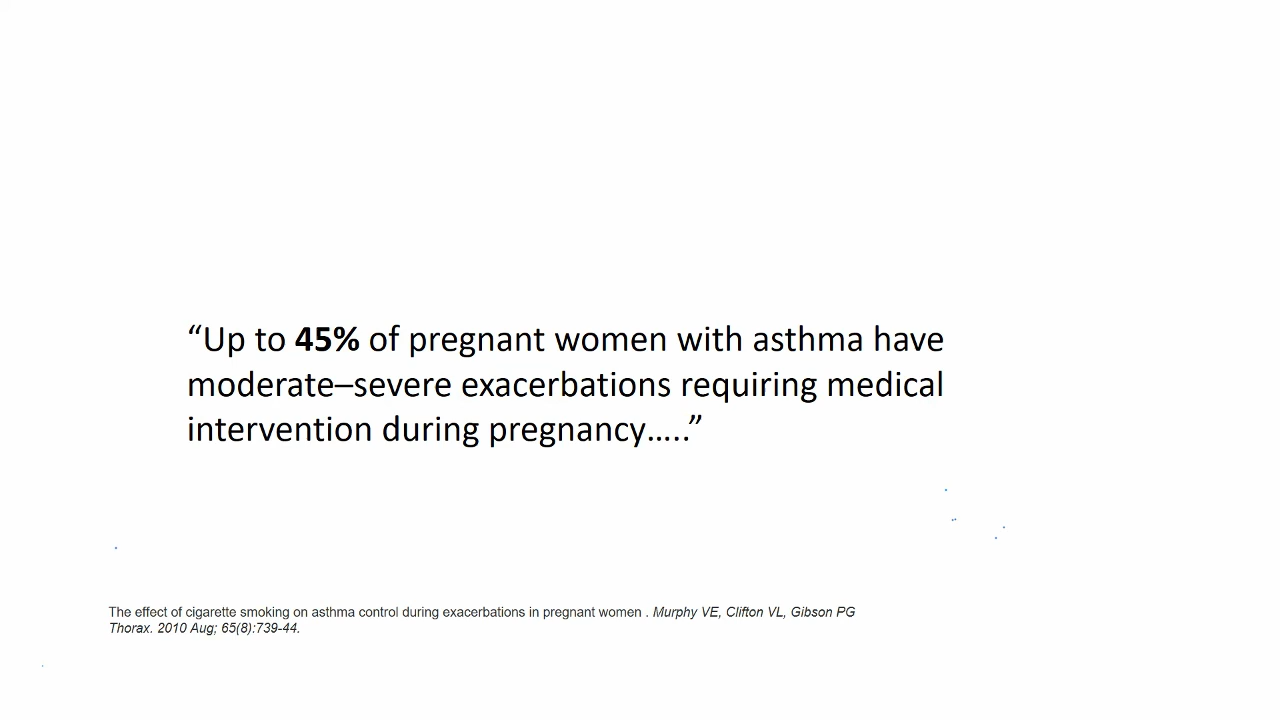 “Up to 45% of pregnant women with asthma have
moderate–severe exacerbations requiring medical
intervention during pregnancy…..”
The effect of cigarette smoking on asthma control during exacerbations in pregnant women . Murphy VE, Clifton VL, Gibson PG
Thorax. 2010 Aug; 65(8):739-44.